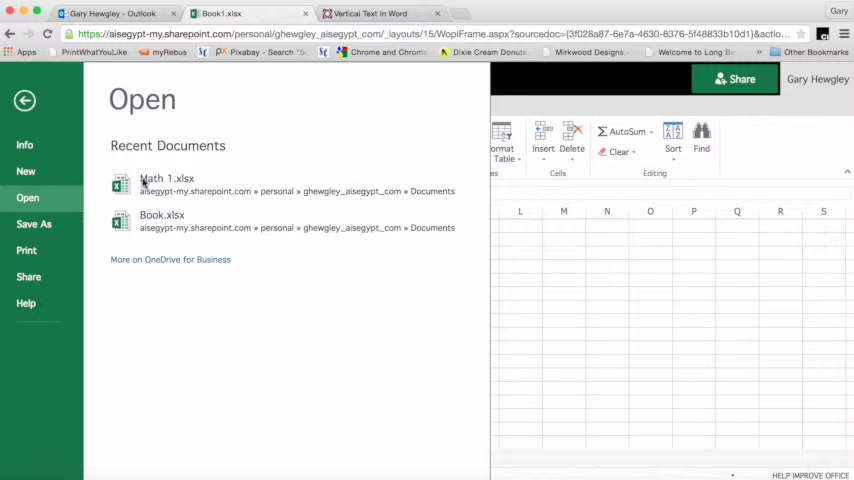 Gary Hewgley - Outlook
Book1.xlsx
Vertical Text In Word
Gary
https://aisegypt-my.sharepoint.com/personal/ghewgley_aisegypt_com/_layouts/15/WopiFrame.aspx?sourcedoc={3f028a87-6e7a-4630-8376-5f48833b10d1}&actio...
Apps
PrintWhatYouLike
myRebus
Pixabay - Search "S
Chrome and Chrom
Dixie Cream Donuts
Mirkwood Designs
Welcome to Long Ba
»
Other Bookmarks
Share
Gary Hewgley
Open
Recent Documents
Math 1.xlsx
aisegypt-my.sharepoint.com » personal » ghewgley_aisegypt_com » Documents
Book.xlsx
aisegypt-my.sharepoint.com » personal » ghewgley_aisegypt_com » Documents
More on OneDrive for Business
Info
New
Open
Save As
Print
Share
Help
ormat
Table
Insert
Delete
AutoSum
Clear
Sort
Find
es
Cells
Editing
L M N O P Q R S
HELP IMPROVE OFFICE